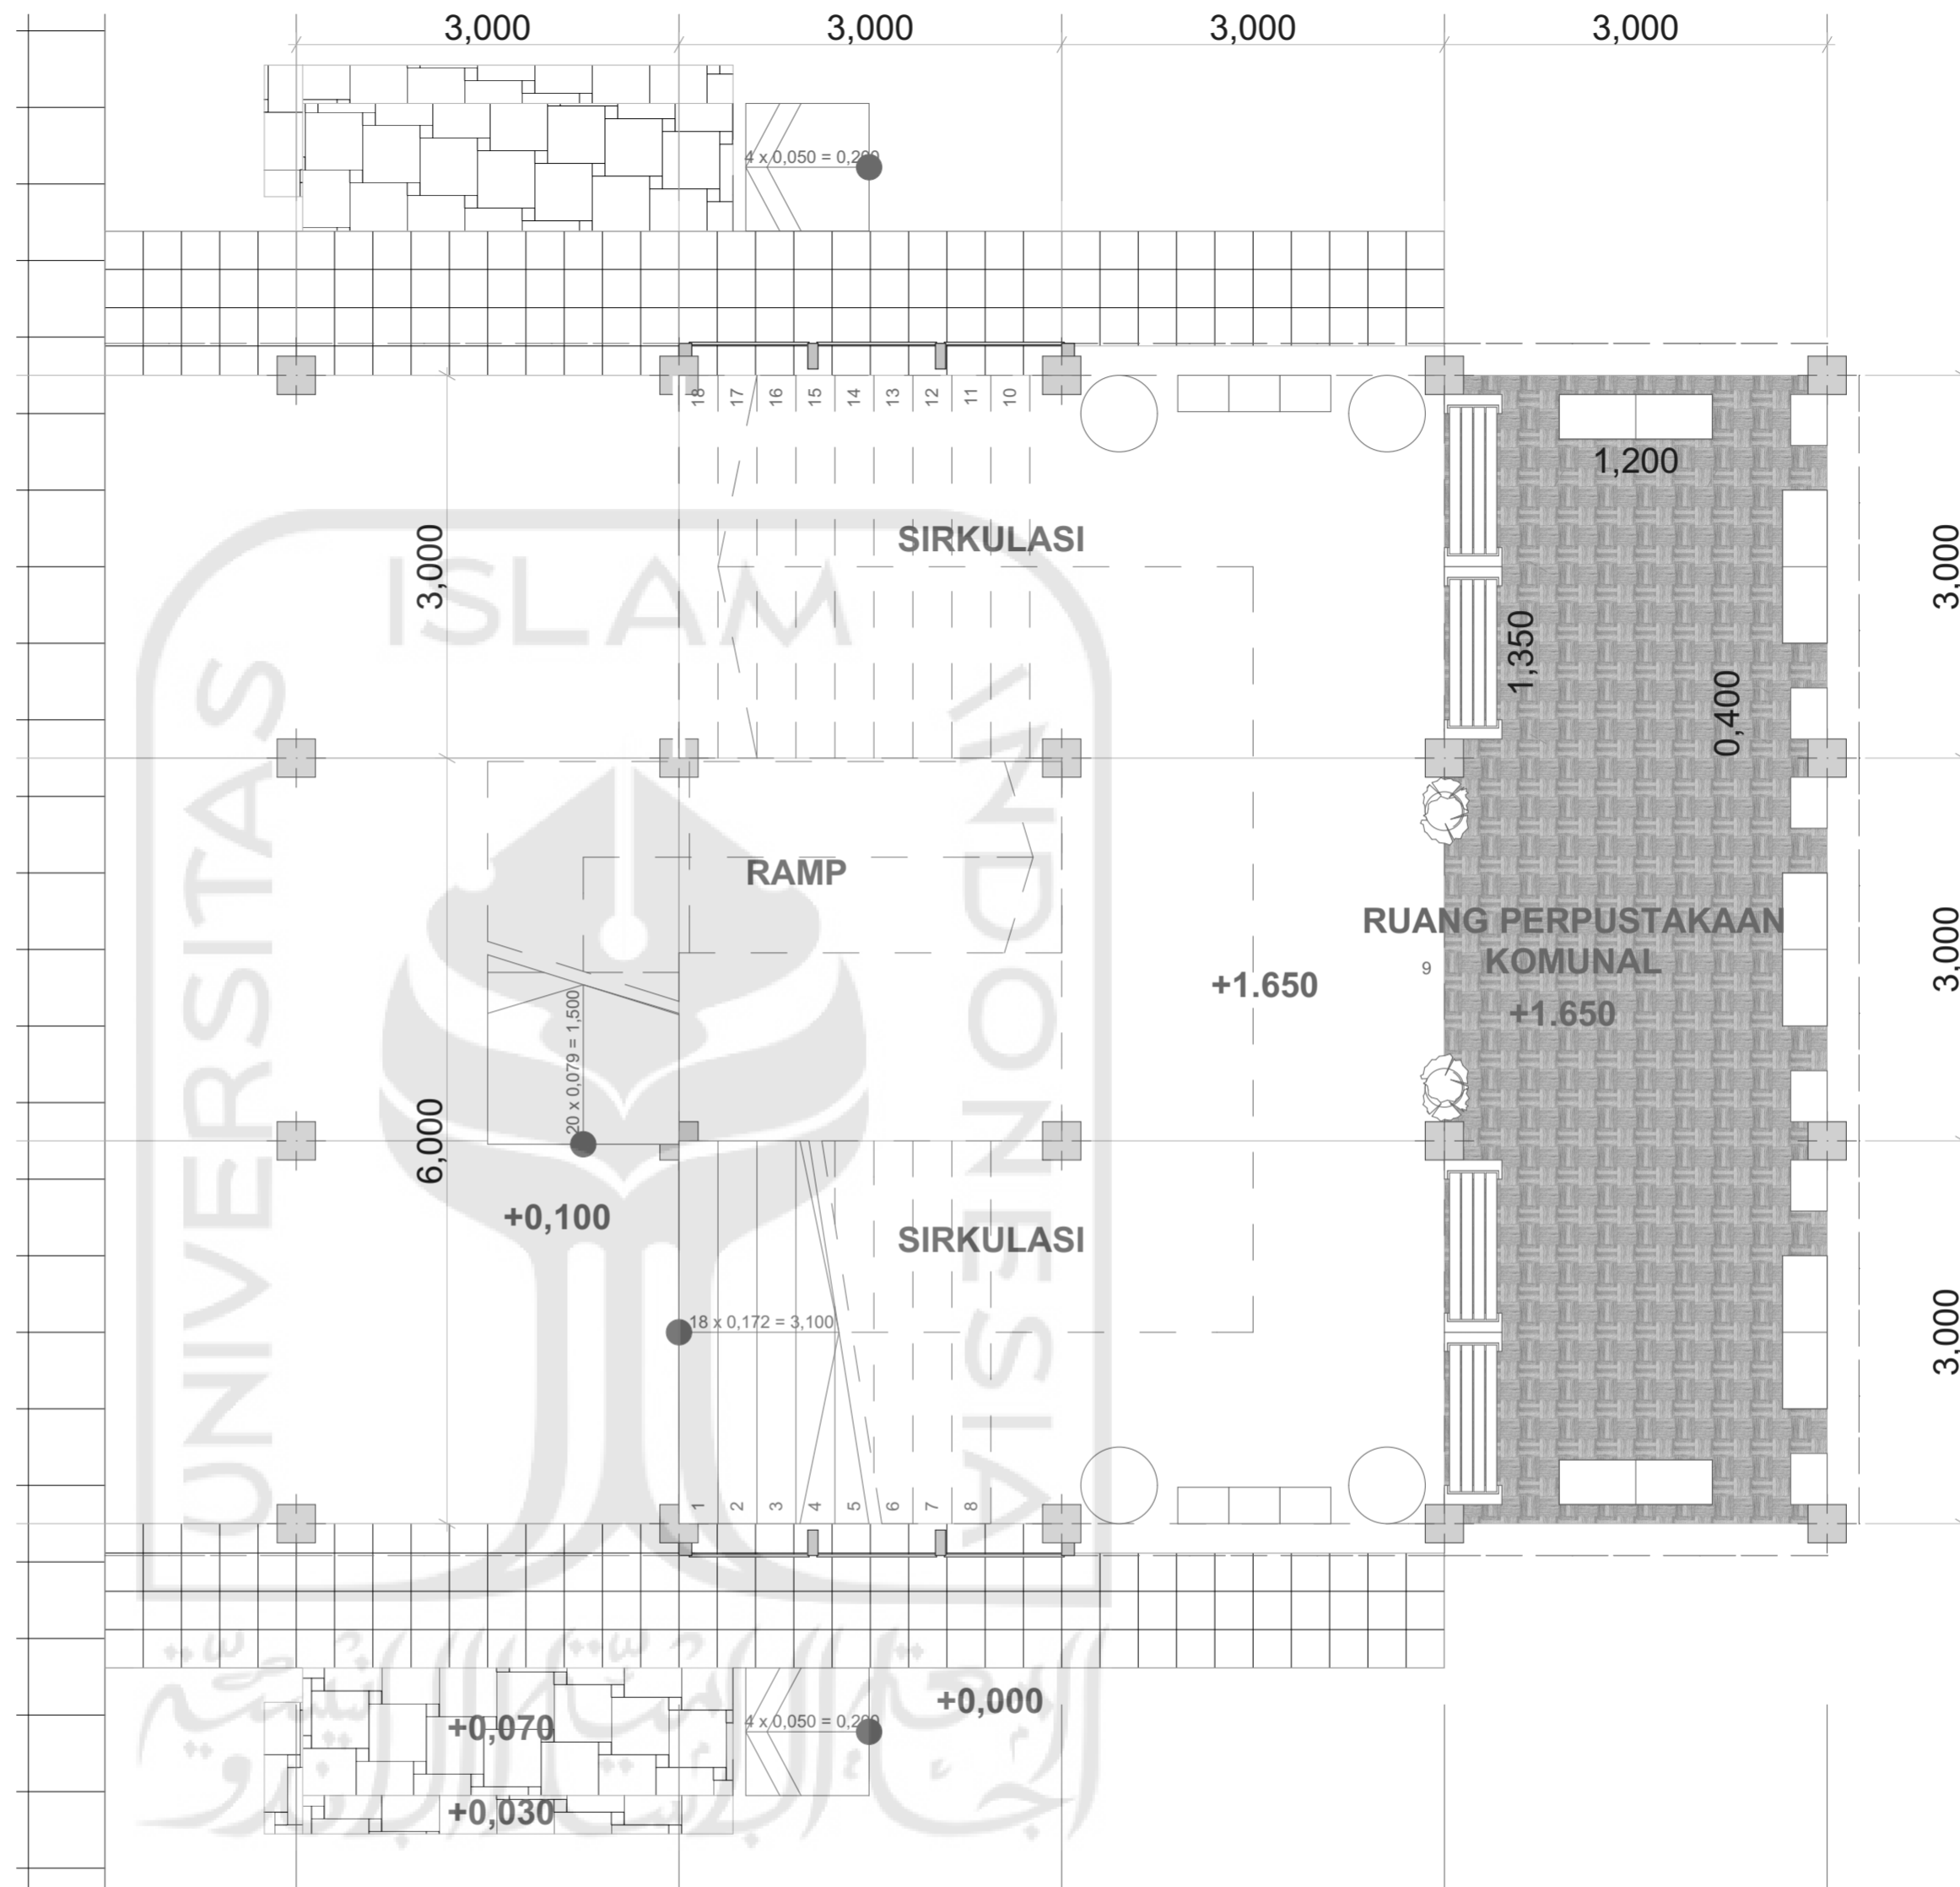 3,000 3,000 3,000 3,000
4 x 0,050 = 0,200
18 17 16 15 14 13 12 11 10
1,200
SIRKULASI
3,000
3,000
ISLAM
1,350
0,400
UNIVERSITAS
INDONESIA
RAMP
RUANG PERPUSTAKAAN
KOMUNAL
9
+1.650
+1.650
3,000
20 x 0,079 = 1,500
6,000
+0,100
SIRKULASI
18 x 0,172 = 3,100
3,000
1 2 3 4 5 6 7 8
+0,000
4 x 0,050 = 0,200
+0,070
+0,030